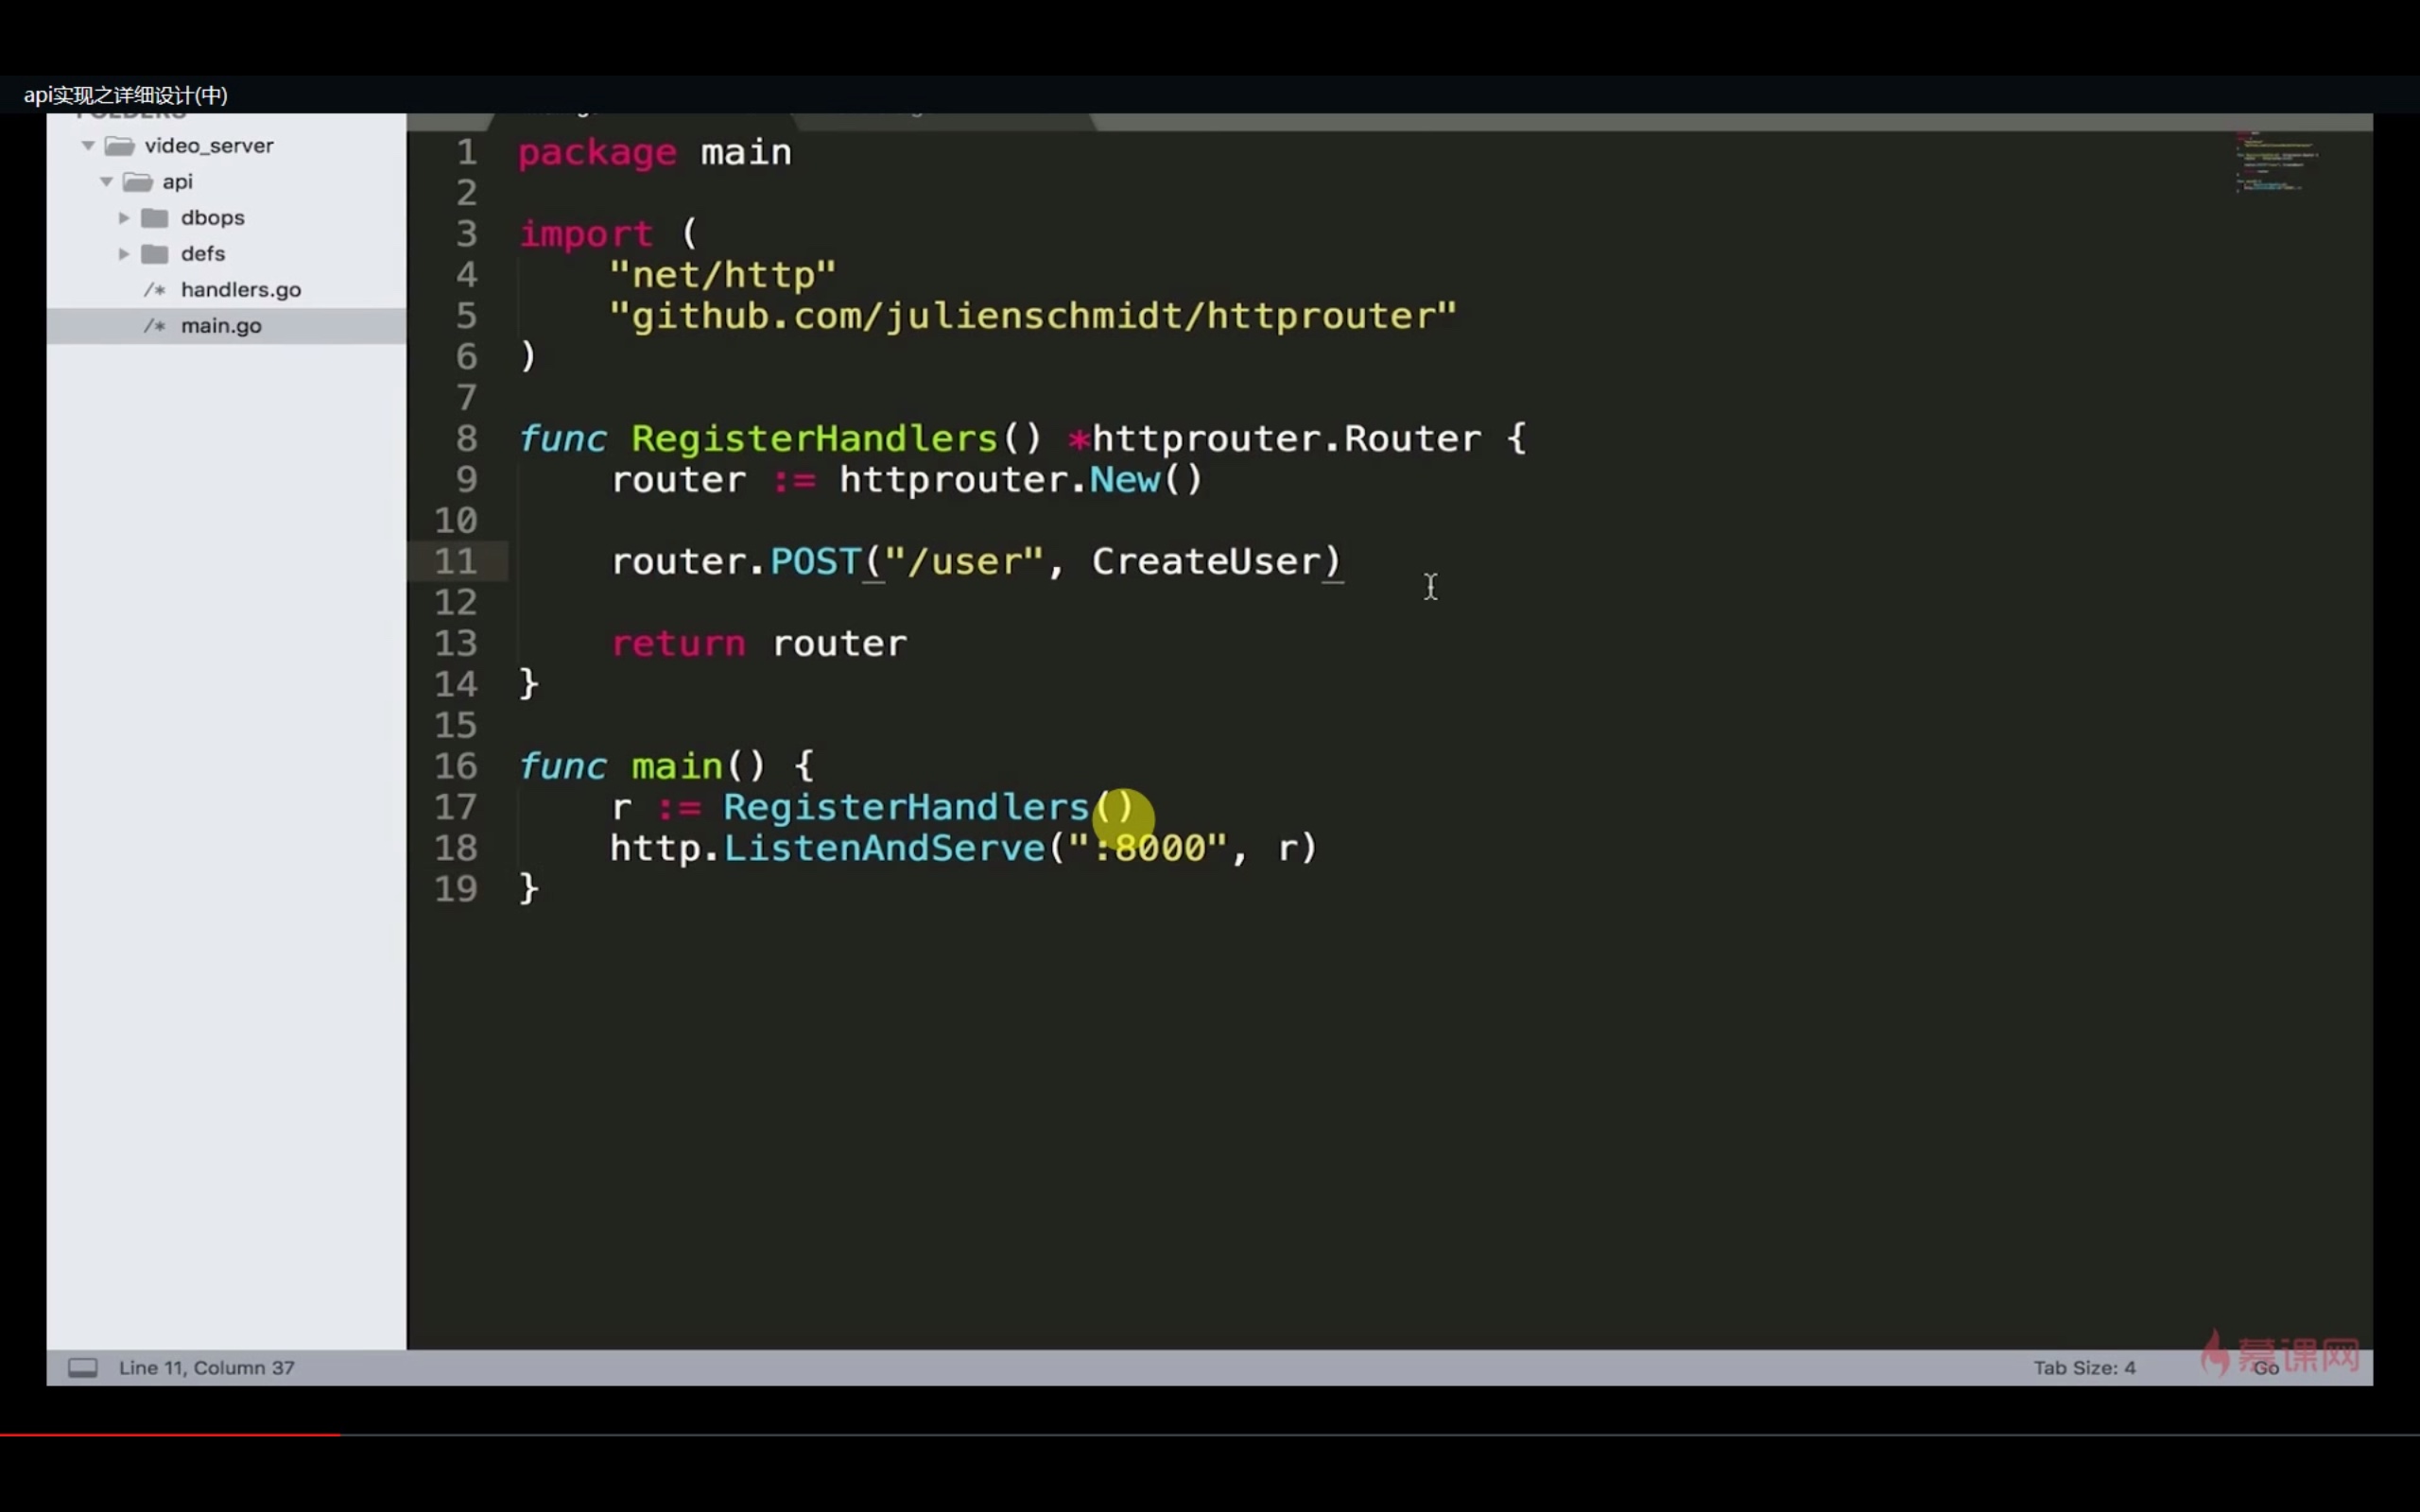 api实现之详细设计(中)
FOLDERS
video_server
api
dbops
defs
/* handlers.go
/* main.go
1 package main
2
3 import (
4 "net/http"
5 "github.com/julienschmidt/httprouter"
6 )
7
8 func RegisterHandlers() *httprouter.Router {
9 router := httprouter.New()
10
11 router.POST("/user", CreateUser)
12
13 return router
14 }
15
16 func main() {
17 r := RegisterHandlers()
18 http.ListenAndServe(":8000", r)
19 }
Line 11, Column 37
Tab Size: 4
Go
慕课网